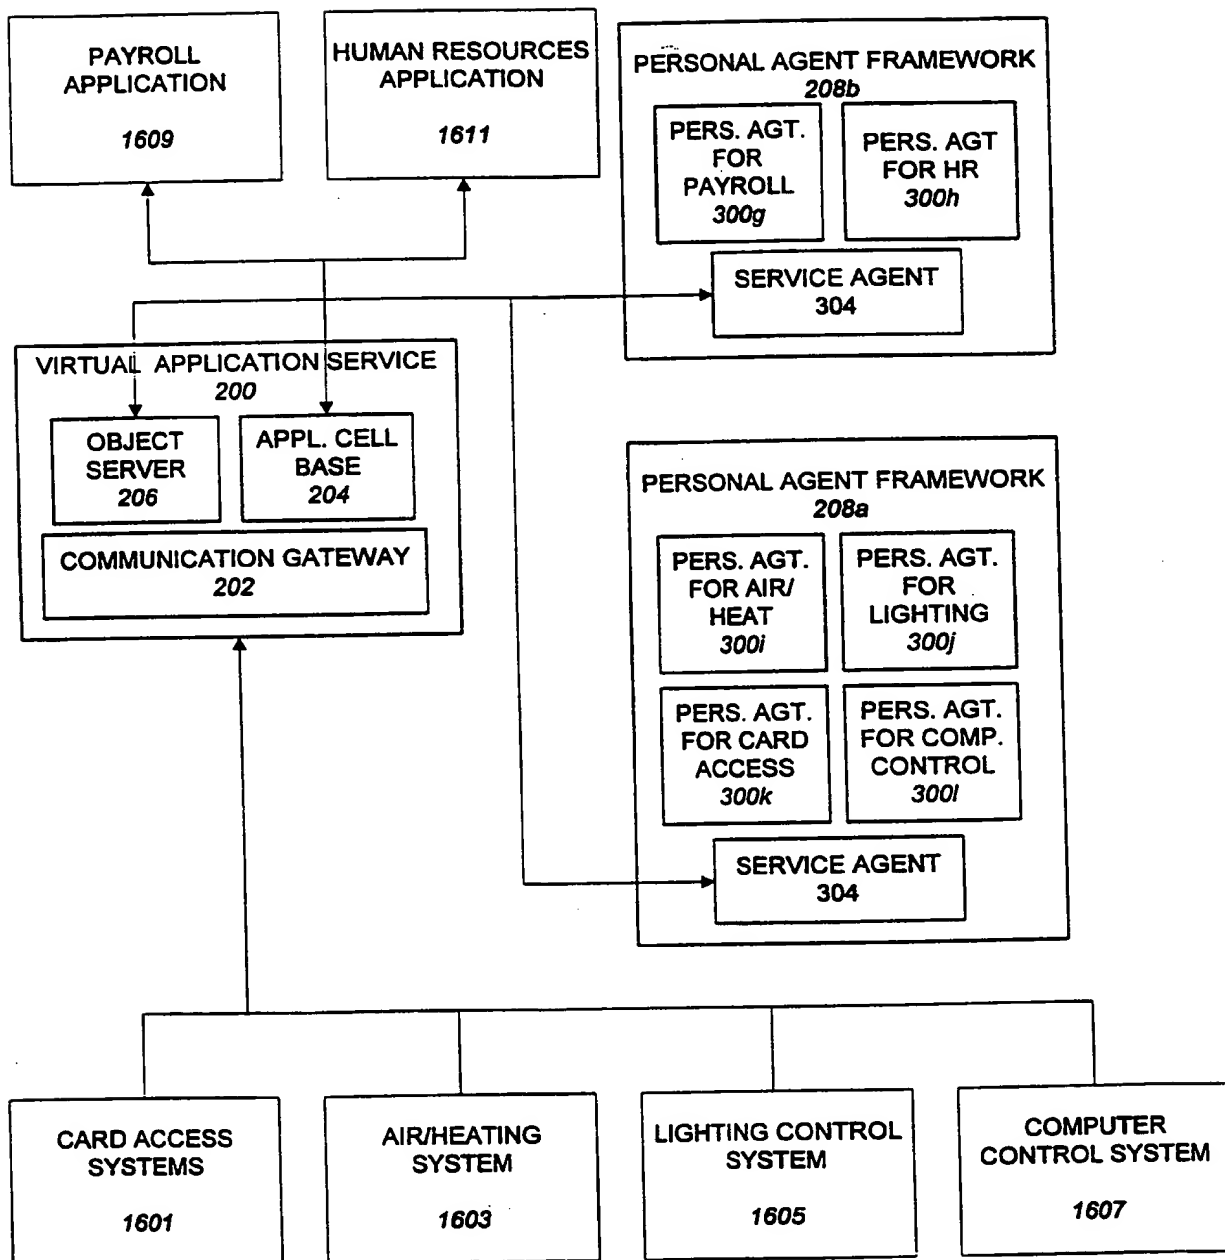 PAYROLL
APPLICATION
1609
HUMAN RESOURCES
APPLICATION
1611
PERSONAL AGENT FRAMEWORK
208b
PERS. AGT.
FOR
PAYROLL
300g
PERS. AGT
FOR HR
300h
SERVICE AGENT
304
VIRTUAL APPLICATION SERVICE
200
OBJECT
SERVER
206
APPL. CELL
BASE
204
COMMUNICATION GATEWAY
202
PERSONAL AGENT FRAMEWORK
208a
PERS. AGT.
FOR AIR/
HEAT
300i
PERS. AGT.
FOR
LIGHTING
300j
PERS. AGT.
FOR CARD
ACCESS
300k
PERS. AGT.
FOR COMP.
CONTROL
300l
SERVICE AGENT
304
CARD ACCESS
SYSTEMS
1601
AIR/HEATING
SYSTEM
1603
LIGHTING CONTROL
SYSTEM
1605
COMPUTER
CONTROL SYSTEM
1607